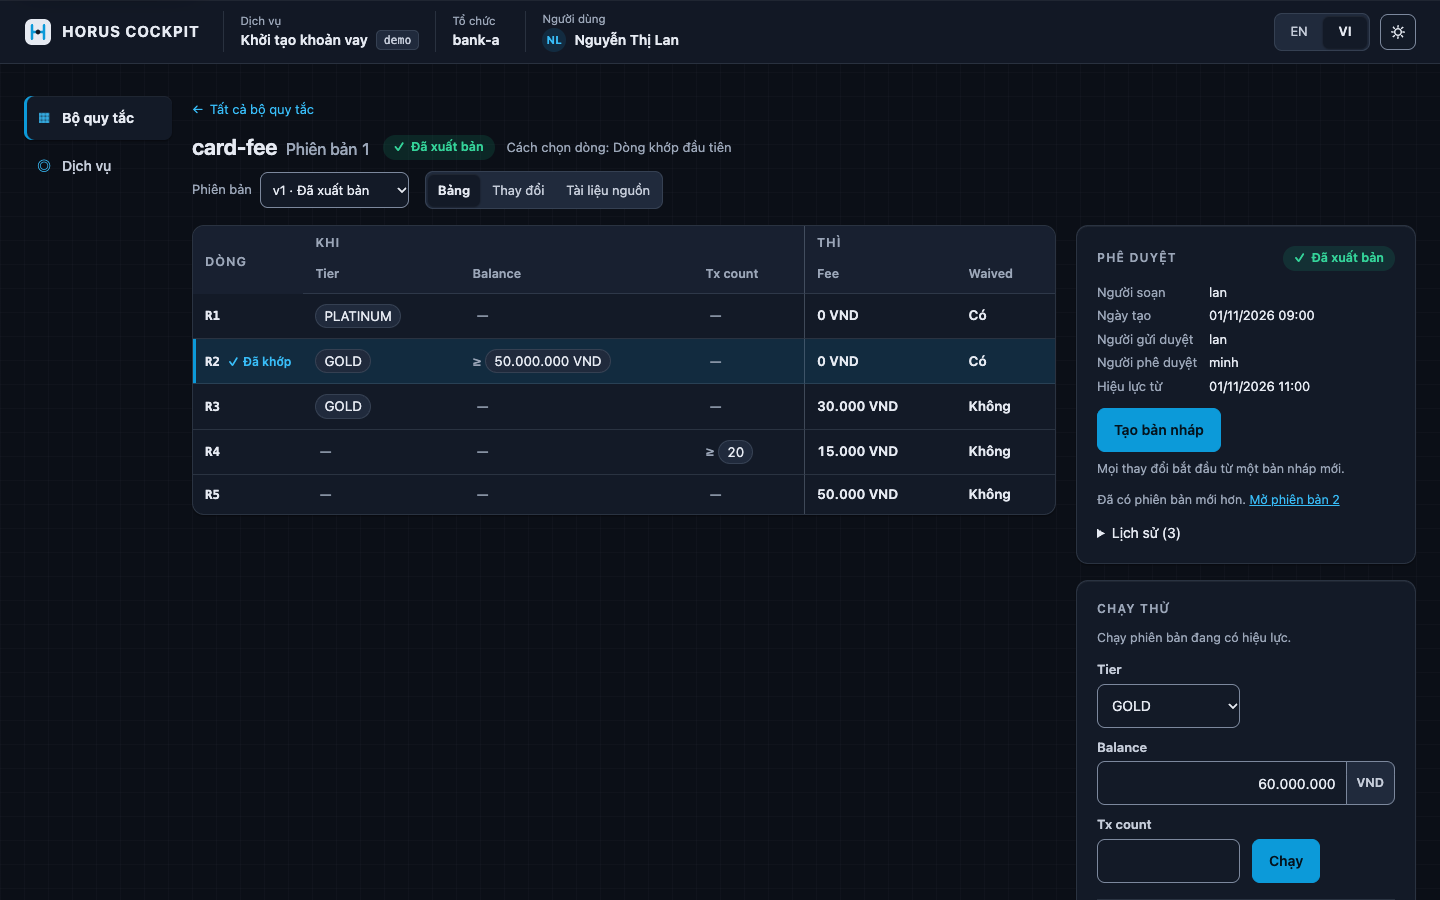 HORUS COCKPIT
Dịch vụ
Khởi tạo khoản vay demo
Tổ chức
bank-a
Người dùng
NL Nguyễn Thị Lan
EN VI
Bộ quy tắc
Dịch vụ
← Tất cả bộ quy tắc
card-fee Phiên bản 1 ✓ Đã xuất bản Cách chọn dòng: Dòng khớp đầu tiên
Phiên bản v1 · Đã xuất bản Bảng Thay đổi Tài liệu nguồn
DÒNG KHI THÌ
Tier Balance Tx count Fee Waived
R1 PLATINUM — — 0 VND Có
R2 ✓ Đã khớp GOLD ≥ 50.000.000 VND — 0 VND Có
R3 GOLD — — 30.000 VND Không
R4 — — ≥ 20 15.000 VND Không
R5 — — — 50.000 VND Không
PHÊ DUYỆT ✓ Đã xuất bản
Người soạn lan
Ngày tạo 01/11/2026 09:00
Người gửi duyệt lan
Người phê duyệt minh
Hiệu lực từ 01/11/2026 11:00
Tạo bản nháp
Mọi thay đổi bắt đầu từ một bản nháp mới.
Đã có phiên bản mới hơn. Mở phiên bản 2
▶ Lịch sử (3)
CHẠY THỬ
Chạy phiên bản đang có hiệu lực.
Tier
GOLD
Balance
60.000.000 VND
Tx count
Chạy